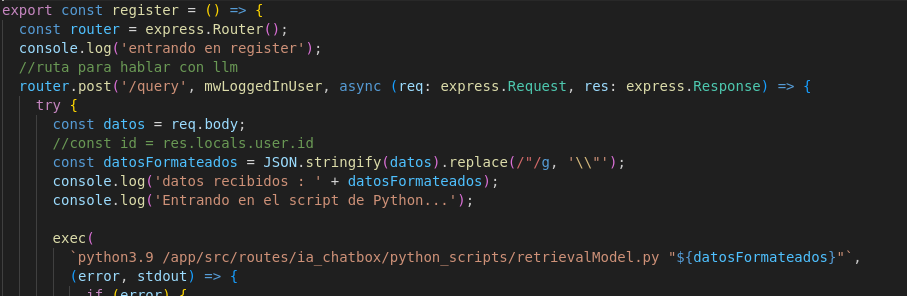 export const register = () => {
const router = express.Router();
console.log('entrando en register');
//ruta para hablar con llm
router.post('/query', mwLoggedInUser, async (req: express.Request, res: express.Response) => {
try {
const datos = req.body;
//const id = res.locals.user.id
const datosFormateados = JSON.stringify(datos).replace(/"/g, '\\"');
console.log('datos recibidos : ' + datosFormateados);
console.log('Entrando en el script de Python...');
exec(
`python3.9 /app/src/routes/ia_chatbox/python_scripts/retrievalModel.py "${datosFormateados}"`,
(error, stdout) => {
if (error) {